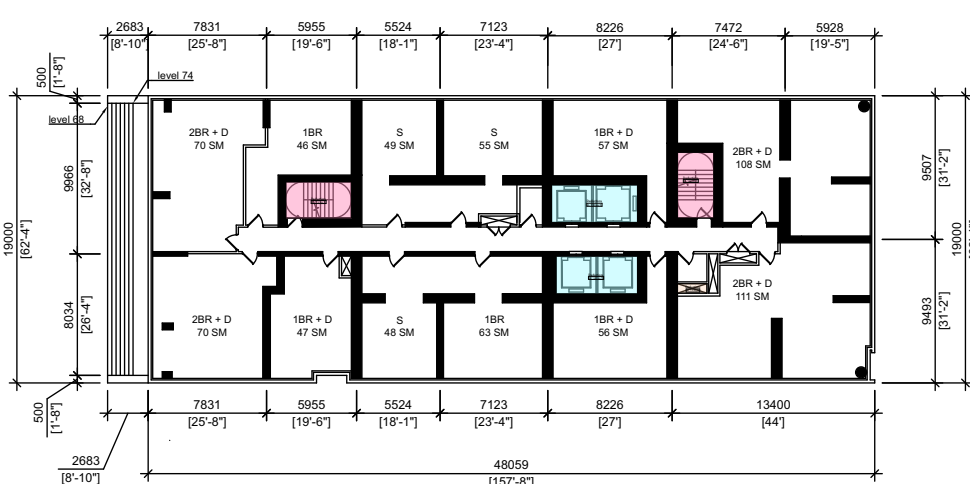 2683
[8'-10"]
7831
[25'-8"]
5955
[19'-6"]
5524
[18'-1"]
7123
[23'-4"]
8226
[27']
7472
[24'-6"]
5928
[19'-5"]
500
[1'-8"]
level 74
level 68
19000
[62'-4"]
9966
[32'-8"]
8034
[26'-4"]
500
[1'-8"]
2BR + D
70 SM
1BR
46 SM
S
49 SM
S
55 SM
1BR + D
57 SM
2BR + D
108 SM
2BR + D
70 SM
1BR + D
47 SM
S
48 SM
1BR
63 SM
1BR + D
56 SM
2BR + D
111 SM
9507
[31'-2"]
9493
[31'-2"]
19000
2683
[8'-10"]
7831
[25'-8"]
5955
[19'-6"]
5524
[18'-1"]
7123
[23'-4"]
8226
[27']
13400
[44']
48059
[157'-8"]